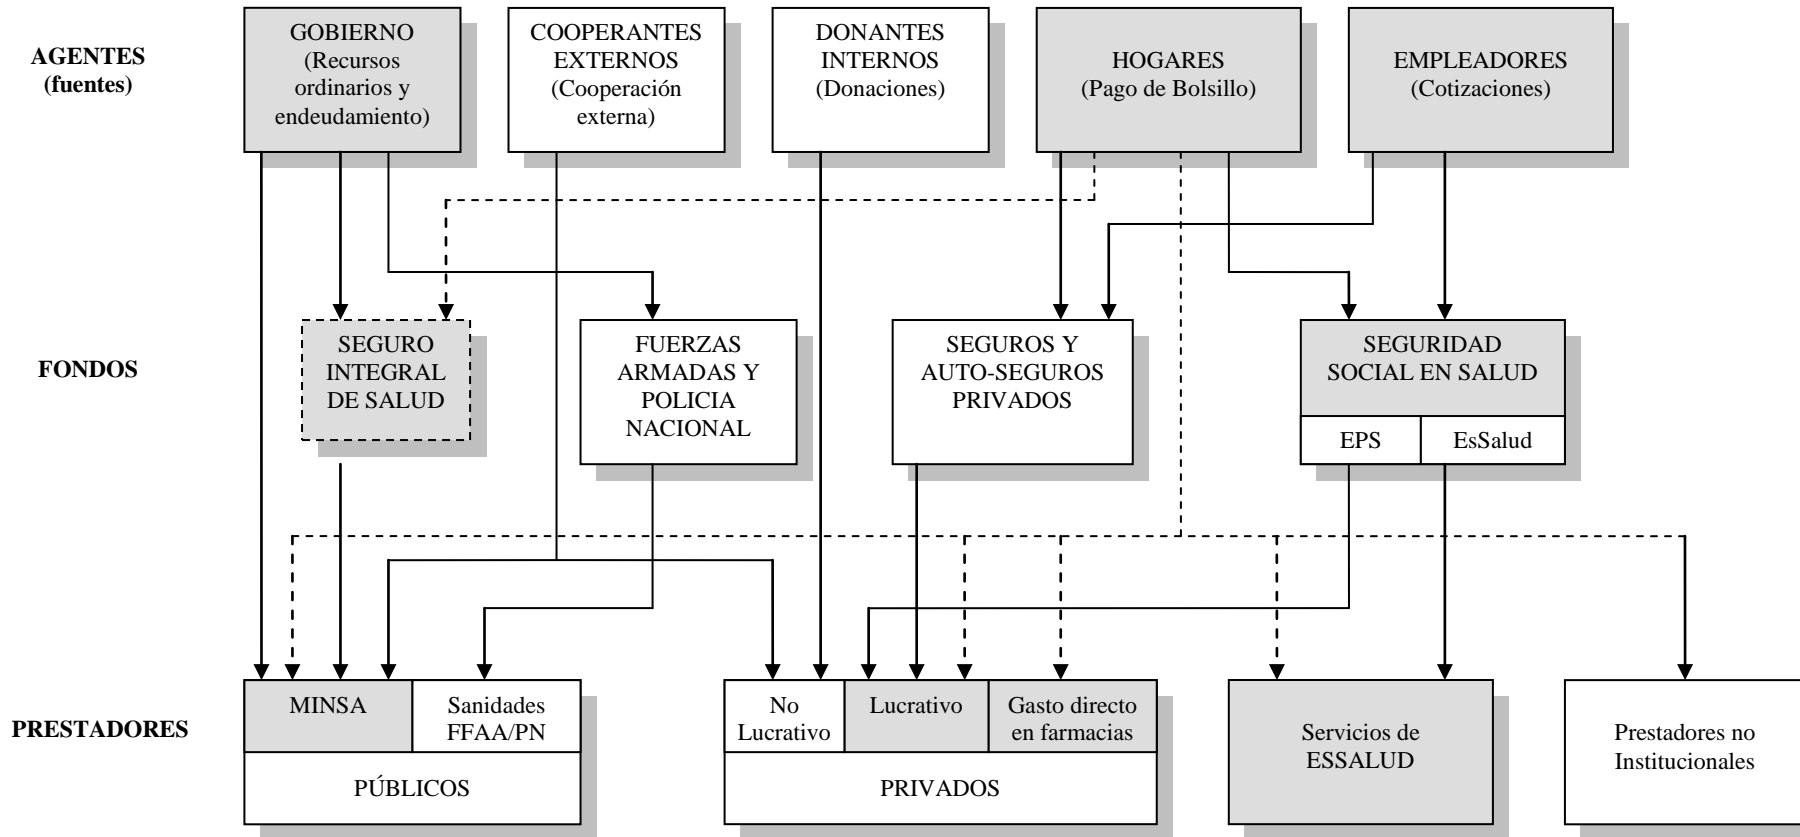 AGENTES
(fuentes)
GOBIERNO
(Recursos
ordinarios y
endeudamiento)
COOPERANTES
EXTERNOS
(Cooperación
externa)
DONANTES
INTERNOS
(Donaciones)
HOGARES
(Pago de Bolsillo)
EMPLEADORES
(Cotizaciones)
FONDOS
SEGURO
INTEGRAL
DE SALUD
FUERZAS
ARMADAS Y
POLICIA
NACIONAL
SEGUROS Y
AUTO-SEGUROS
PRIVADOS
SEGURIDAD
SOCIAL EN SALUD
EPS
EsSalud
PRESTADORES
MINSA
Sanidades
FFAA/PN
PÚBLICOS
No
Lucrativo
Lucrativo
Gasto directo
en farmacias
PRIVADOS
Servicios de
ESSALUD
Prestadores no
Institucionales